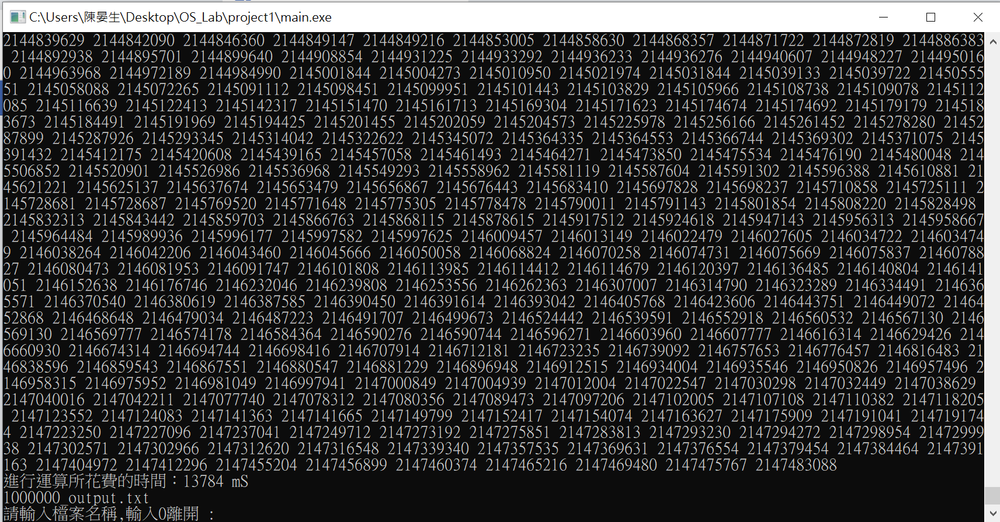 C:\Users\陳晏生\Desktop\OS_Lab\project1\main.exe
2144839629 2144842090 2144846360 2144849147 2144849216 2144853005 2144858630 2144868357 2144871722 2144872819 2144886383
2144892938 2144895701 2144899640 2144908854 2144931225 2144933292 2144936233 2144936276 2144940607 2144948227 214495016
0 2144963968 2144972189 2144984990 2145001844 2145004273 2145010950 2145021974 2145031844 2145039133 2145039722 21450555
51 2145058088 2145072265 2145091112 2145098451 2145099951 2145101443 2145103829 2145105966 2145108738 2145109078 2145112
085 2145116639 2145122413 2145142317 2145151470 2145161713 2145169304 2145171623 2145174674 2145174692 2145179179 214518
3673 2145184491 2145191969 2145194425 2145201455 2145202059 2145204573 2145225978 2145256166 2145261452 2145278280 21452
87899 2145287926 2145293345 2145314042 2145322622 2145345072 2145364335 2145364553 2145366744 2145369302 2145371075 2145
391432 2145412175 2145420608 2145439165 2145457058 2145461493 2145464271 2145473850 2145475534 2145476190 2145480048 214
5506852 2145520901 2145526986 2145536968 2145549293 2145558962 2145581119 2145587604 2145591302 2145596388 2145610881 21
45621221 2145625137 2145637674 2145653479 2145656867 2145676443 2145683410 2145697828 2145698237 2145710858 2145725111 2
145728681 2145728687 2145769520 2145771648 2145775305 2145778478 2145790011 2145791143 2145801854 2145808220 2145828498
2145832313 2145843442 2145859703 2145866763 2145868115 2145878615 2145917512 2145924618 2145947143 2145956313 2145958667
2145964484 2145989936 2145996177 2145997582 2145997625 2146009457 2146013149 2146022479 2146027605 2146034722 214603474
9 2146038264 2146042206 2146043460 2146045666 2146050058 2146068824 2146070258 2146074731 2146075669 2146075837 21460788
27 2146080473 2146081953 2146091747 2146101808 2146113985 2146114412 2146114679 2146120397 2146136485 2146140804 2146141
051 2146152638 2146176746 2146232046 2146239808 2146253556 2146262363 2146307007 2146314790 2146323289 2146334491 214636
5571 2146370540 2146380619 2146387585 2146390450 2146391614 2146393042 2146405768 2146423606 2146443751 2146449072 21464
52868 2146468648 2146479034 2146487223 2146491707 2146499673 2146524442 2146539591 2146552918 2146560532 2146567130 2146
569130 2146569777 2146574178 2146584364 2146590276 2146590744 2146596271 2146603960 2146607777 2146616314 2146629426 214
6660930 2146674314 2146694744 2146698416 2146707914 2146712181 2146723235 2146739092 2146757653 2146776457 2146816483 21
46838596 2146859543 2146867551 2146880547 2146881229 2146896948 2146912515 2146934004 2146935546 2146950826 2146957496 2
146958315 2146975952 2146981049 2146997941 2147000849 2147004939 2147012004 2147022547 2147030298 2147032449 2147038629
2147040016 2147042211 2147077740 2147078312 2147080356 2147089473 2147097206 2147102005 2147107108 2147110382 2147118205
2147123552 2147124083 2147141363 2147141665 2147149799 2147152417 2147154074 2147163627 2147175909 2147191041 214719174
4 2147223250 2147227096 2147237041 2147249712 2147273192 2147275851 2147283813 2147293230 2147294272 2147298954 21472999
38 2147302571 2147302966 2147312620 2147316548 2147339340 2147357535 2147369631 2147376554 2147379454 2147384464 2147391
163 2147404972 2147412296 2147455204 2147456899 2147460374 2147465216 2147469480 2147475767 2147483088
進行運算所花費的時間：13784 mS
1000000_output.txt
請輸入檔案名稱,輸入0離開 :